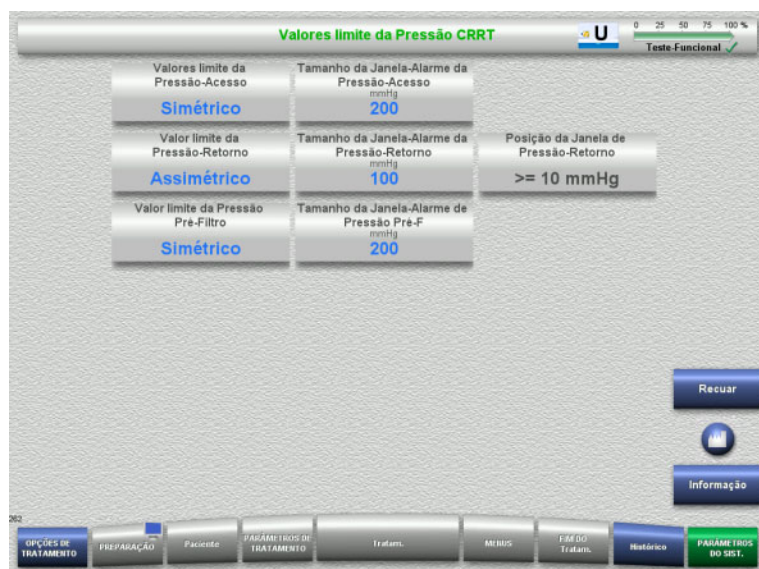 Valores limite da Pressão CRRT
U
0 25 50 75 100 %
Teste-Funcional
Valores limite da
Pressão-Acesso
Simétrico
Tamanho da Janela-Alarme da
Pressão-Acesso
mmHg
200
Valor limite da
Pressão-Retorno
Assimétrico
Tamanho da Janela-Alarme da
Pressão-Retorno
mmHg
100
Posição da Janela de
Pressão-Retorno
>= 10 mmHg
Valor limite da Pressão
Pré-Filtro
Simétrico
Tamanho da Janela-Alarme de
Pressão Pré-F
mmHg
200
Recuar
Informação
262
OPÇÕES DE
TRATAMENTO
PREPARAÇÃO
Paciente
PARÂMETROS DE
TRATAMENTO
Tratam.
MENUS
FIM DO
Tratam.
Histórico
PARÂMETROS
DO SIST.